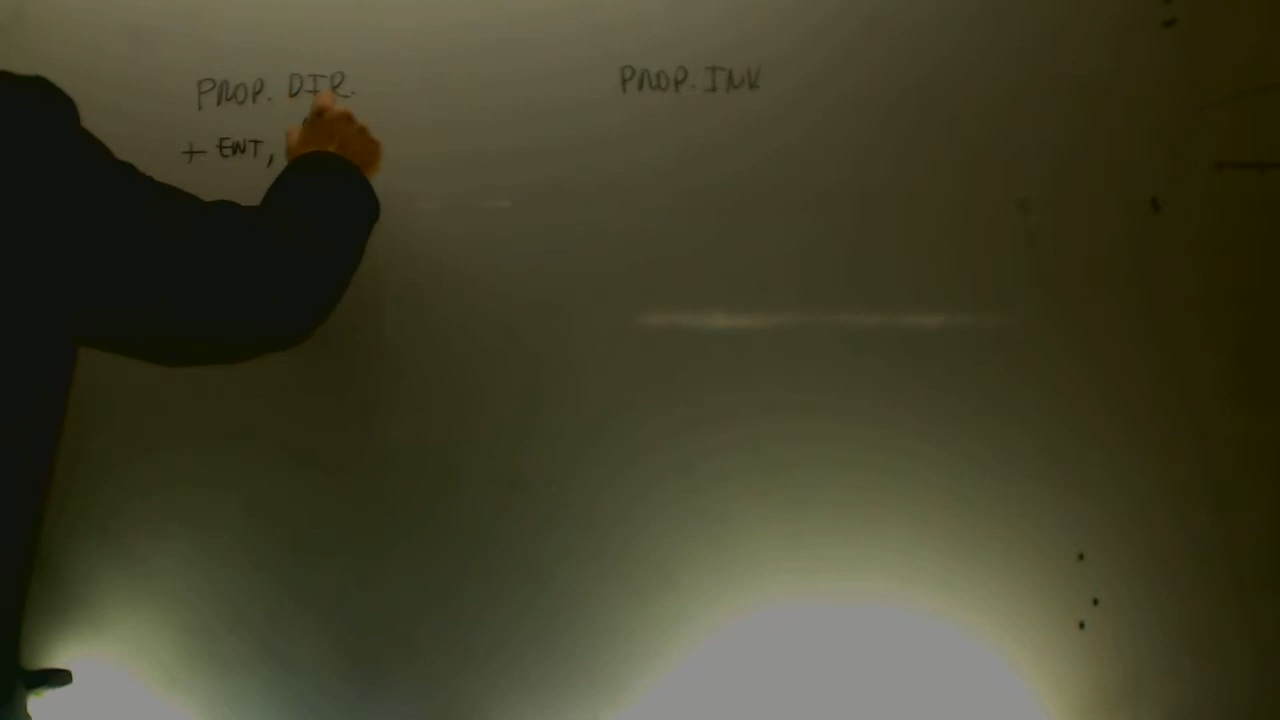 PROP. DIR.
PROP. INV
+ ENT,